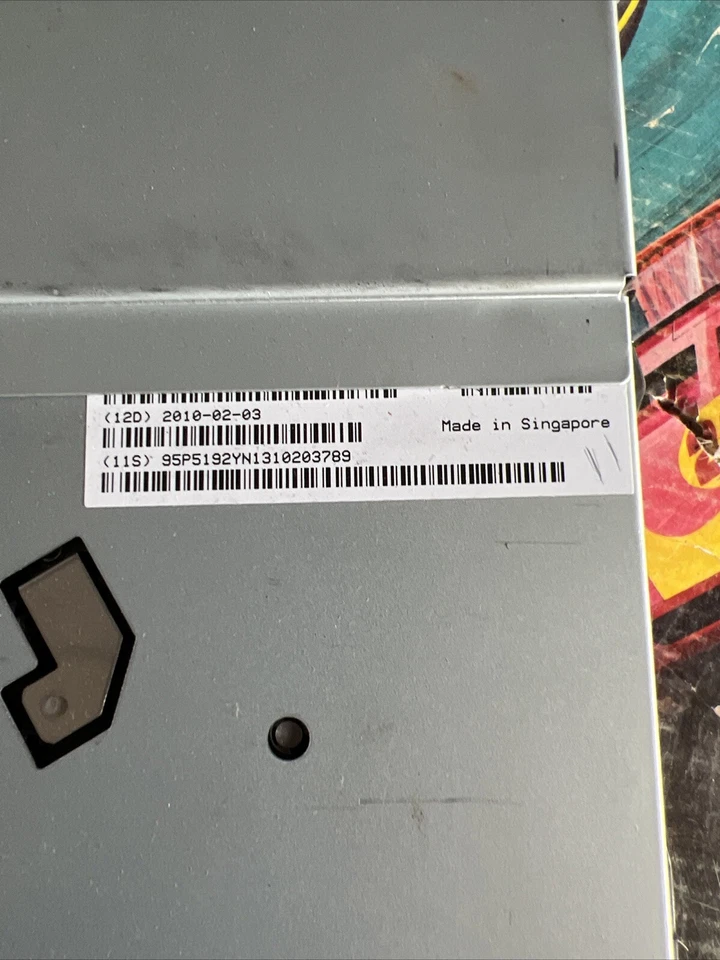 (12D) 2010-02-03
Made in Singapore
(11S) 95P5192YN1310203789